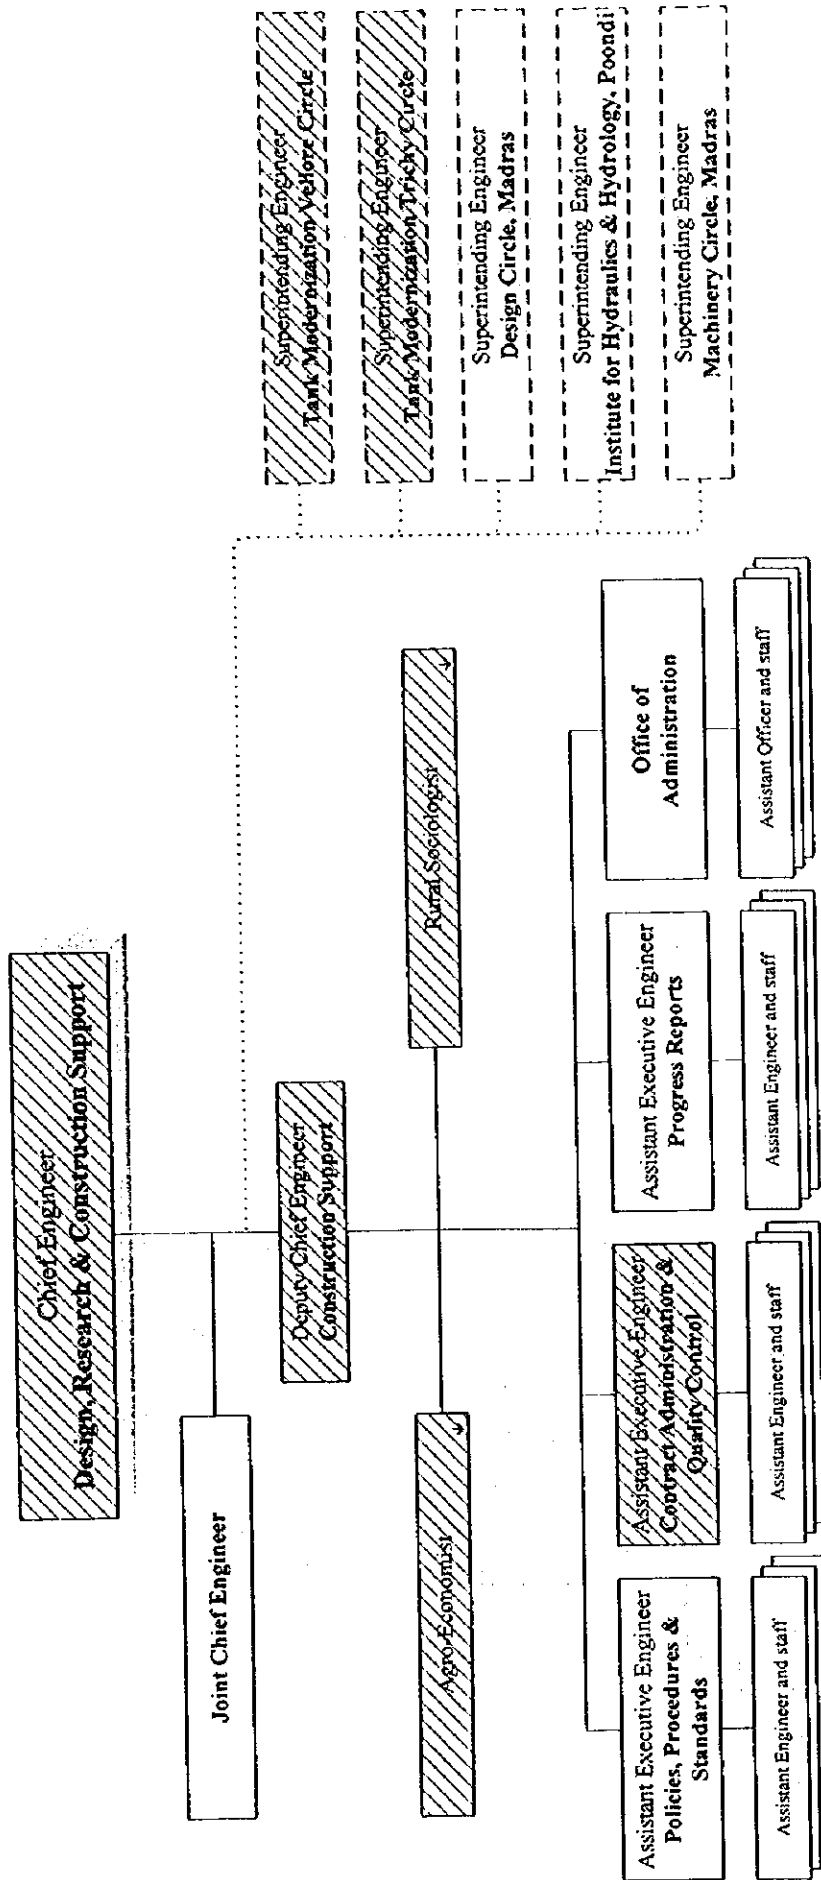 Chief Engineer
Design, Research & Construction Support
Joint Chief Engineer
Deputy Chief Engineer
Construction Support
Agro-Economist
Rural Sociologist
Assistant Executive Engineer
Policies, Procedures &
Standards
Assistant Engineer and staff
Assistant Executive Engineer
Contract Administration &
Quality Control
Assistant Engineer and staff
Assistant Executive Engineer
Progress Reports
Assistant Engineer and staff
Office of
Administration
Assistant Officer and staff
Superintending Engineer
Tank Modernization Vellore Circle
Superintending Engineer
Tank Modernization Trichy Circle
Superintending Engineer
Design Circle, Madras
Superintending Engineer
Institute for Hydraulics & Hydrology, Poondi
Superintending Engineer
Machinery Circle, Madras